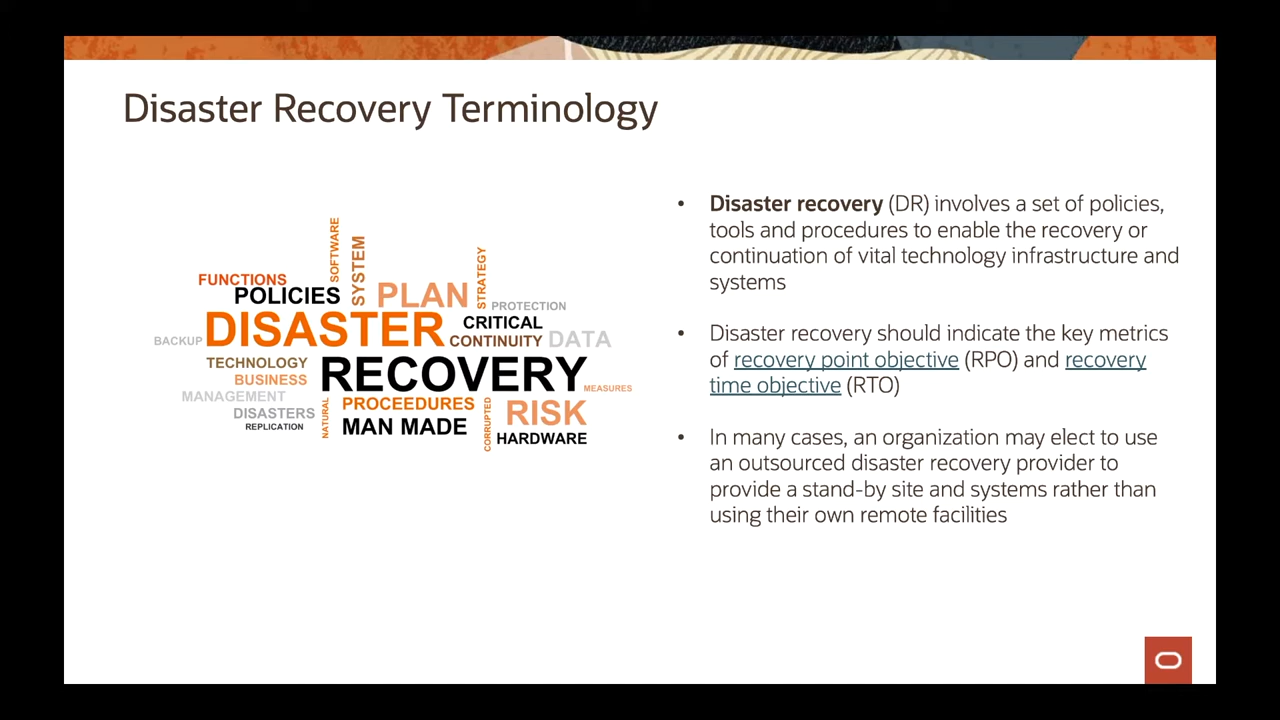 Disaster Recovery Terminology
SOFTWARE
SYSTEM
STRATEGY
FUNCTIONS
POLICIES
PLAN
PROTECTION
BACKUP
DISASTER
CRITICAL
CONTINUITY
DATA
TECHNOLOGY
BUSINESS
RECOVERY
MEASURES
MANAGEMENT
DISASTERS
REPLICATION
NATURAL
PROCEEDURES
MAN MADE
CORRUPTED
RISK
HARDWARE
• Disaster recovery (DR) involves a set of policies,
tools and procedures to enable the recovery or
continuation of vital technology infrastructure and
systems
• Disaster recovery should indicate the key metrics
of recovery point objective (RPO) and recovery
time objective (RTO)
• In many cases, an organization may elect to use
an outsourced disaster recovery provider to
provide a stand-by site and systems rather than
using their own remote facilities